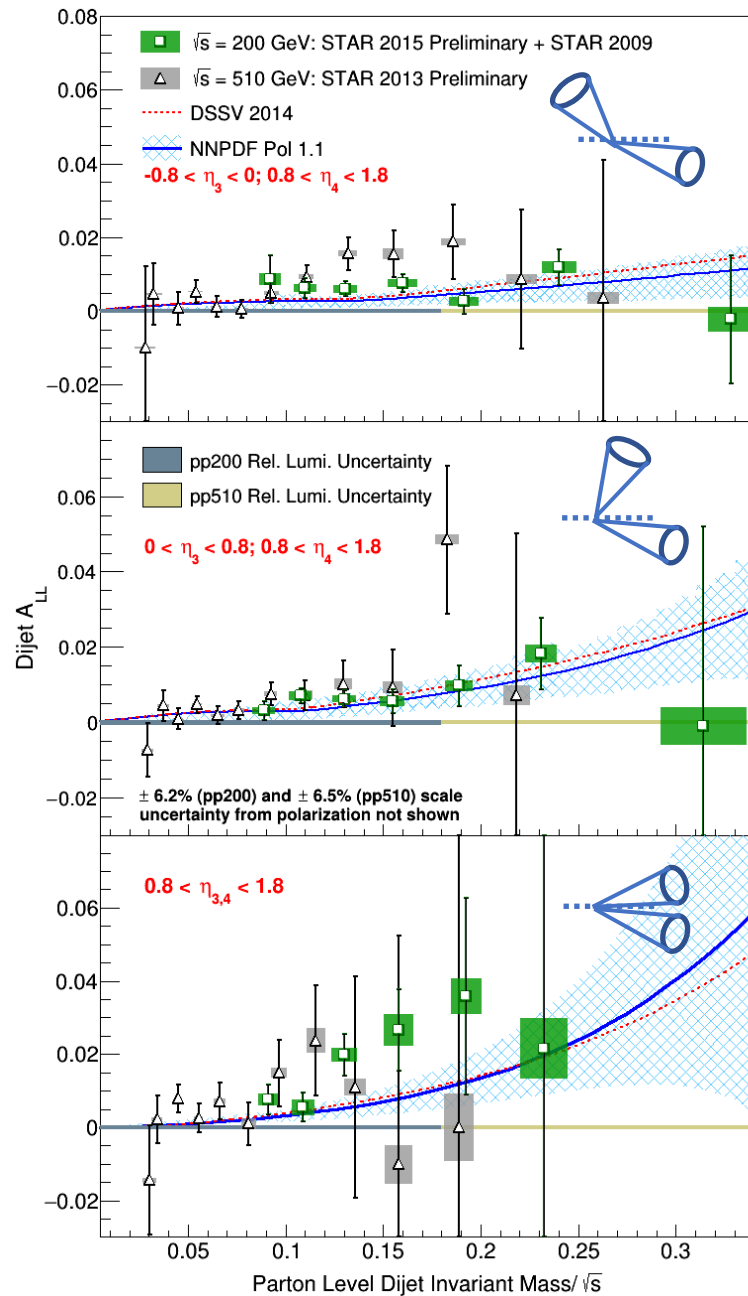 0.08
√s = 200 GeV: STAR 2015 Preliminary + STAR 2009
√s = 510 GeV: STAR 2013 Preliminary
0.06
DSSV 2014
NNPDF Pol 1.1
0.04
-0.8 < η3 < 0; 0.8 < η4 < 1.8
0.02
0
−0.02
pp200 Rel. Lumi. Uncertainty
0.06
pp510 Rel. Lumi. Uncertainty
0 < η3 < 0.8; 0.8 < η4 < 1.8
0.04
Dijet ALL
0.02
0
−0.02
± 6.2% (pp200) and ± 6.5% (pp510) scale
uncertainty from polarization not shown
0.8 < η3,4 < 1.8
0.06
0.04
0.02
0
−0.02
0.05 0.1 0.15 0.2 0.25 0.3
Parton Level Dijet Invariant Mass/ √s